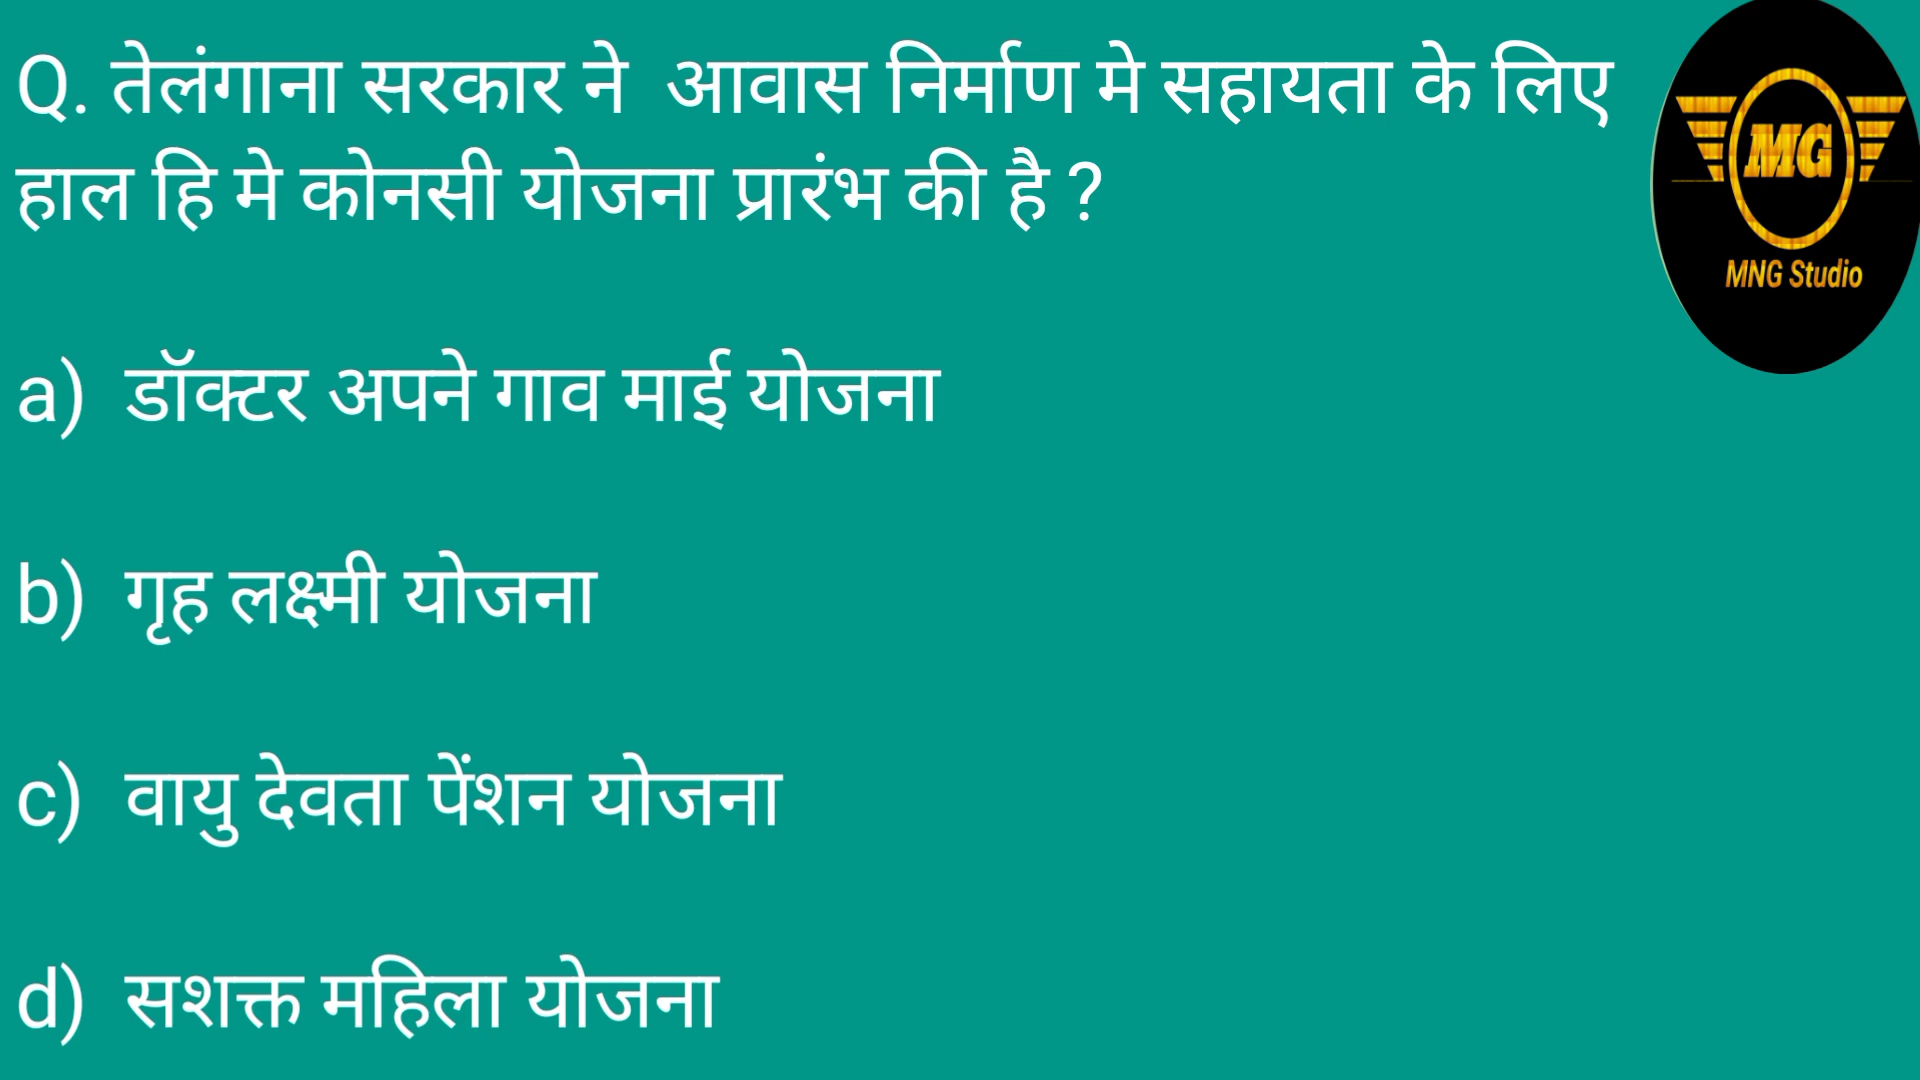 Q. तेलंगाना सरकार ने आवास निर्माण मे सहायता के लिए
हाल हि मे कोनसी योजना प्रारंभ की है ?
a) डॉक्टर अपने गाव माई योजना
b) गृह लक्ष्मी योजना
c) वायु देवता पेंशन योजना
d) सशक्त महिला योजना
MG
MNG Studio